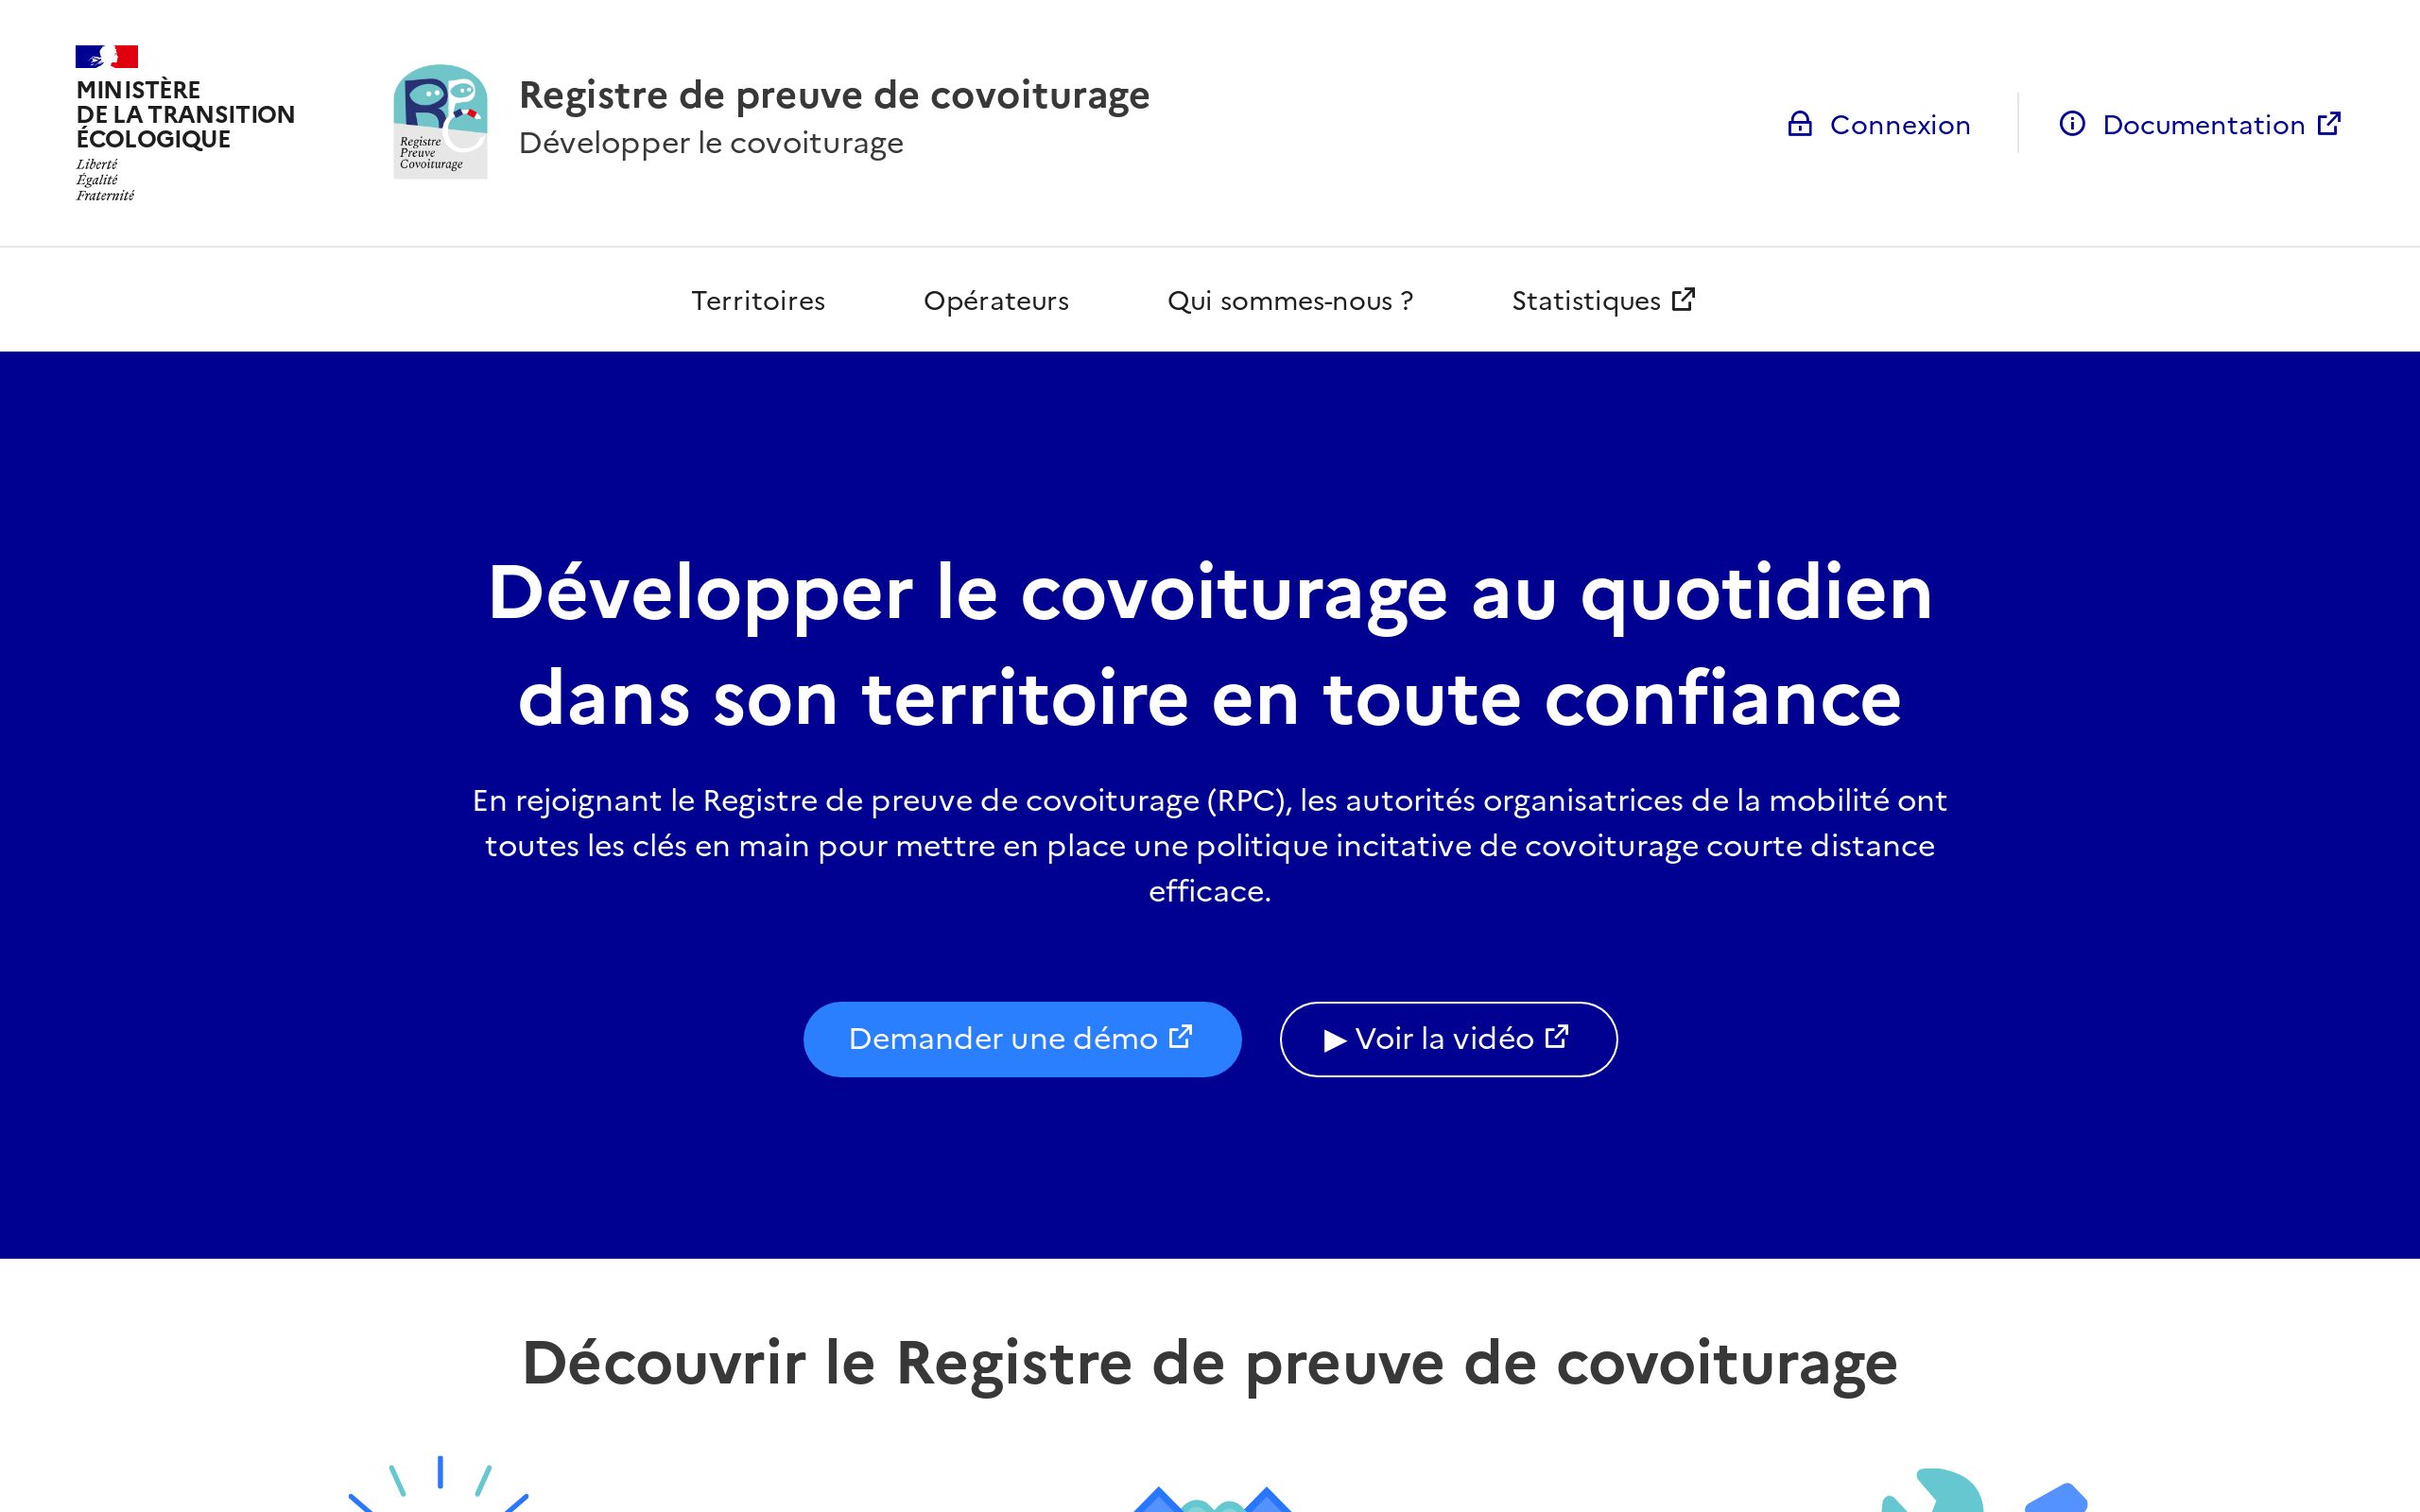 MINISTÈRE
DE LA TRANSITION
ÉCOLOGIQUE
Liberté
Égalité
Fraternité
Registre
Preuve
Covoiturage
Registre de preuve de covoiturage
Développer le covoiturage
Connexion
Documentation
Territoires
Opérateurs
Qui sommes-nous ?
Statistiques
Développer le covoiturage au quotidien
dans son territoire en toute confiance
En rejoignant le Registre de preuve de covoiturage (RPC), les autorités organisatrices de la mobilité ont
toutes les clés en main pour mettre en place une politique incitative de covoiturage courte distance
efficace.
Demander une démo
▶ Voir la vidéo
Découvrir le Registre de preuve de covoiturage